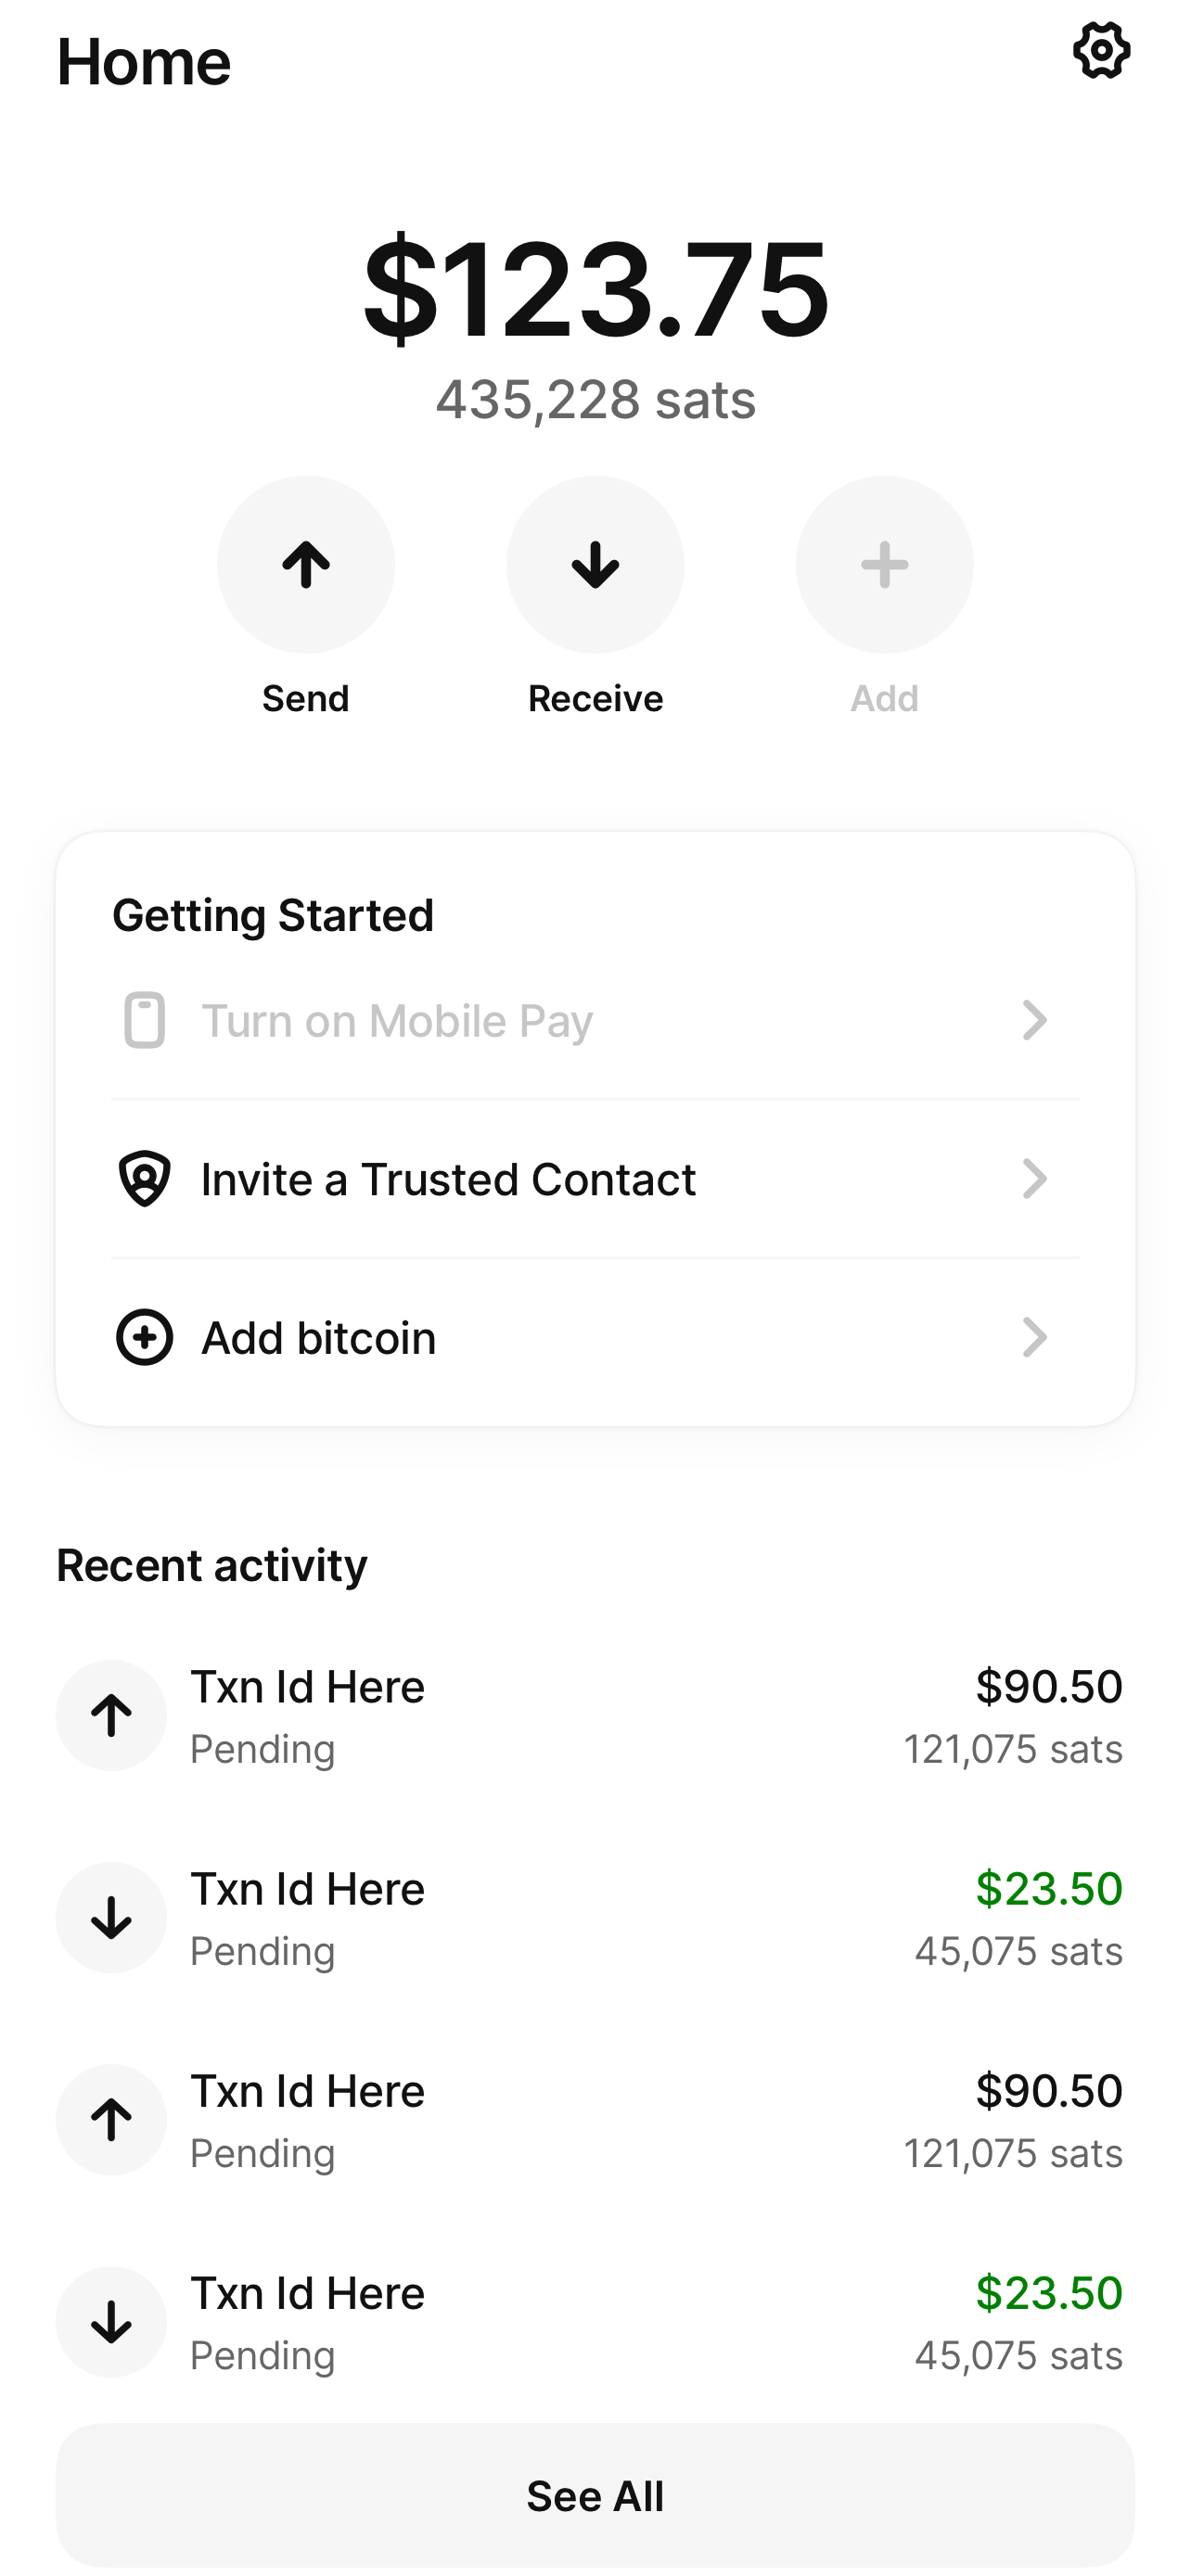 Home
$123.75
435,228 sats
Send
Receive
Add
Getting Started
Turn on Mobile Pay
Invite a Trusted Contact
Add bitcoin
Recent activity
Txn Id Here
$90.50
Pending
121,075 sats
Txn Id Here
$23.50
Pending
45,075 sats
Txn Id Here
$90.50
Pending
121,075 sats
Txn Id Here
$23.50
Pending
45,075 sats
See All